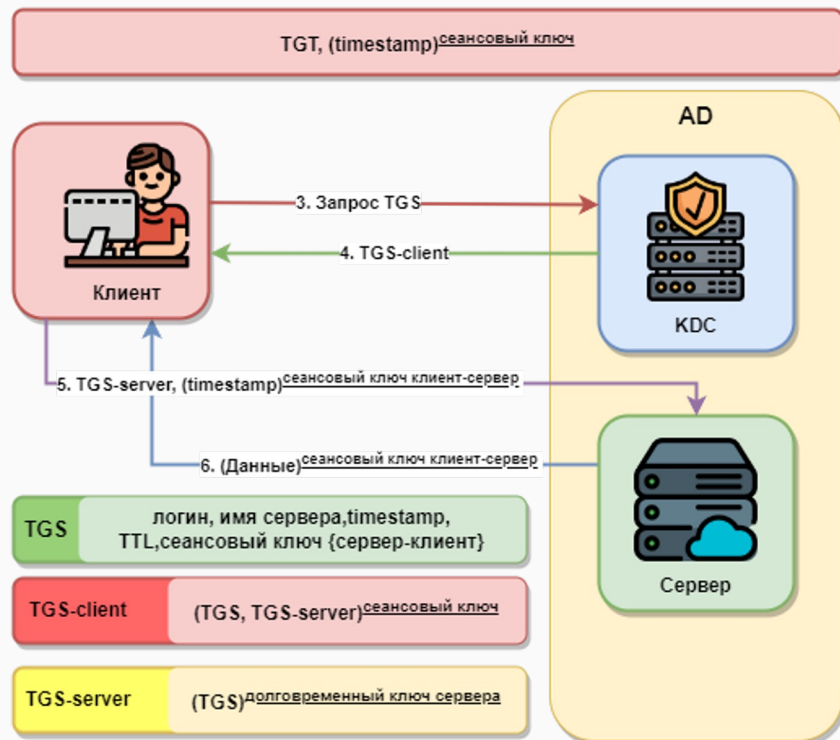 TGT, (timestamp)сеансовый ключ
AD
3. Запрос TGS
4. TGS-client
Клиент
KDC
5. TGS-server, (timestamp)сеансовый ключ клиент-сервер
6. (Данные)сеансовый ключ клиент-сервер
TGS
логин, имя сервера,timestamp,
TTL,сеансовый ключ {сервер-клиент}
Сервер
TGS-client
(TGS, TGS-server)сеансовый ключ
TGS-server
(TGS)долговременный ключ сервера